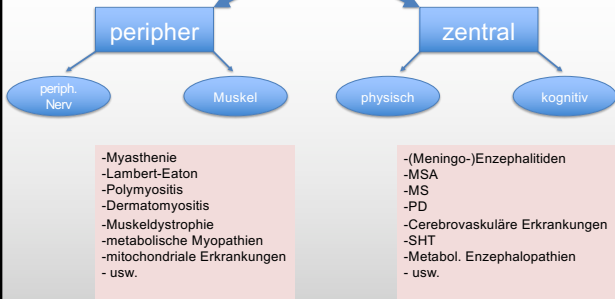 peripher
zentral
periph.
Nerv
Muskel
physisch
kognitiv
-Myasthenie
-Lambert-Eaton
-Polymyositis
-Dermatomyositis
-Muskeldystrophie
-metabolische Myopathien
-mitochondriale Erkrankungen
- usw.
-(Meningo-)Enzephalitiden
-MSA
-MS
-PD
-Cerebrovaskuläre Erkrankungen
-SHT
-Metabol. Enzephalopathien
- usw.